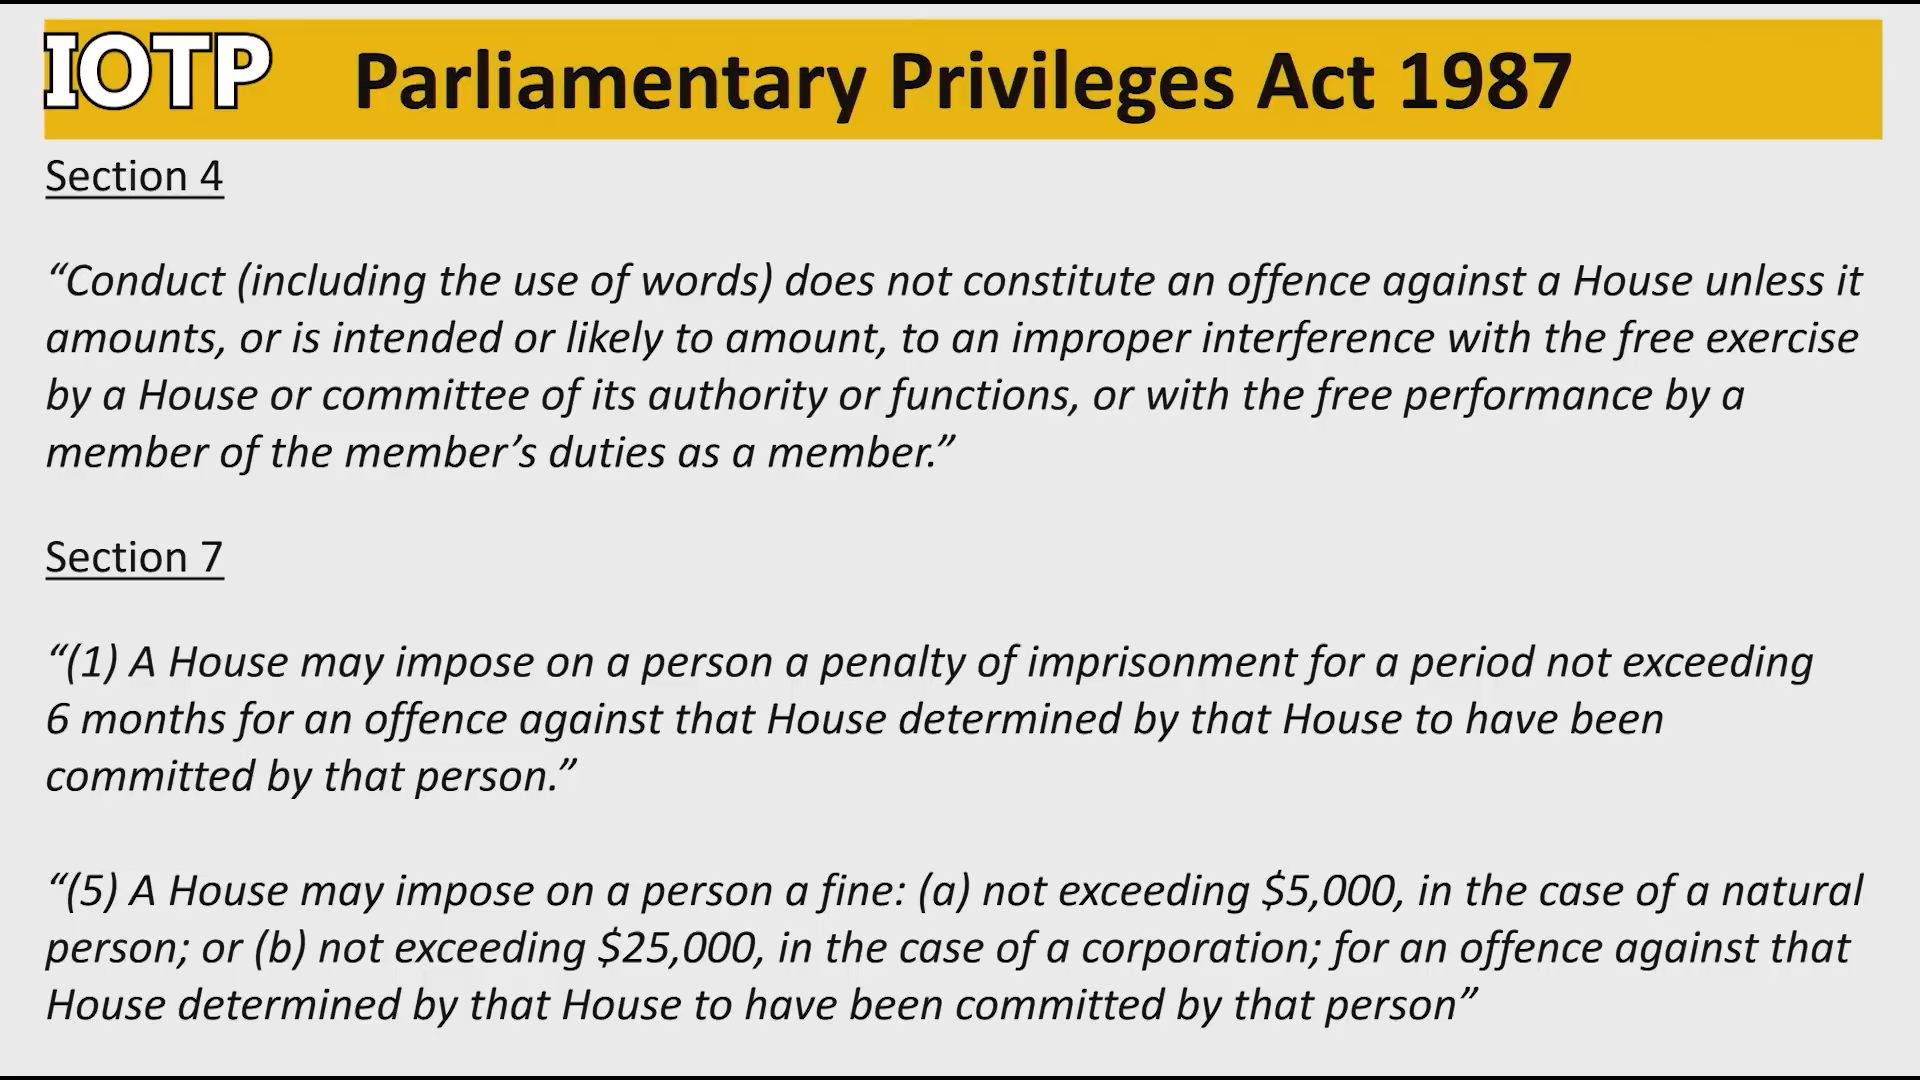 IOTP Parliamentary Privileges Act 1987
Section 4
“Conduct (including the use of words) does not constitute an offence against a House unless it
amounts, or is intended or likely to amount, to an improper interference with the free exercise
by a House or committee of its authority or functions, or with the free performance by a
member of the member’s duties as a member.”
Section 7
“(1) A House may impose on a person a penalty of imprisonment for a period not exceeding
6 months for an offence against that House determined by that House to have been
committed by that person.”
“(5) A House may impose on a person a fine: (a) not exceeding $5,000, in the case of a natural
person; or (b) not exceeding $25,000, in the case of a corporation; for an offence against that
House determined by that House to have been committed by that person”